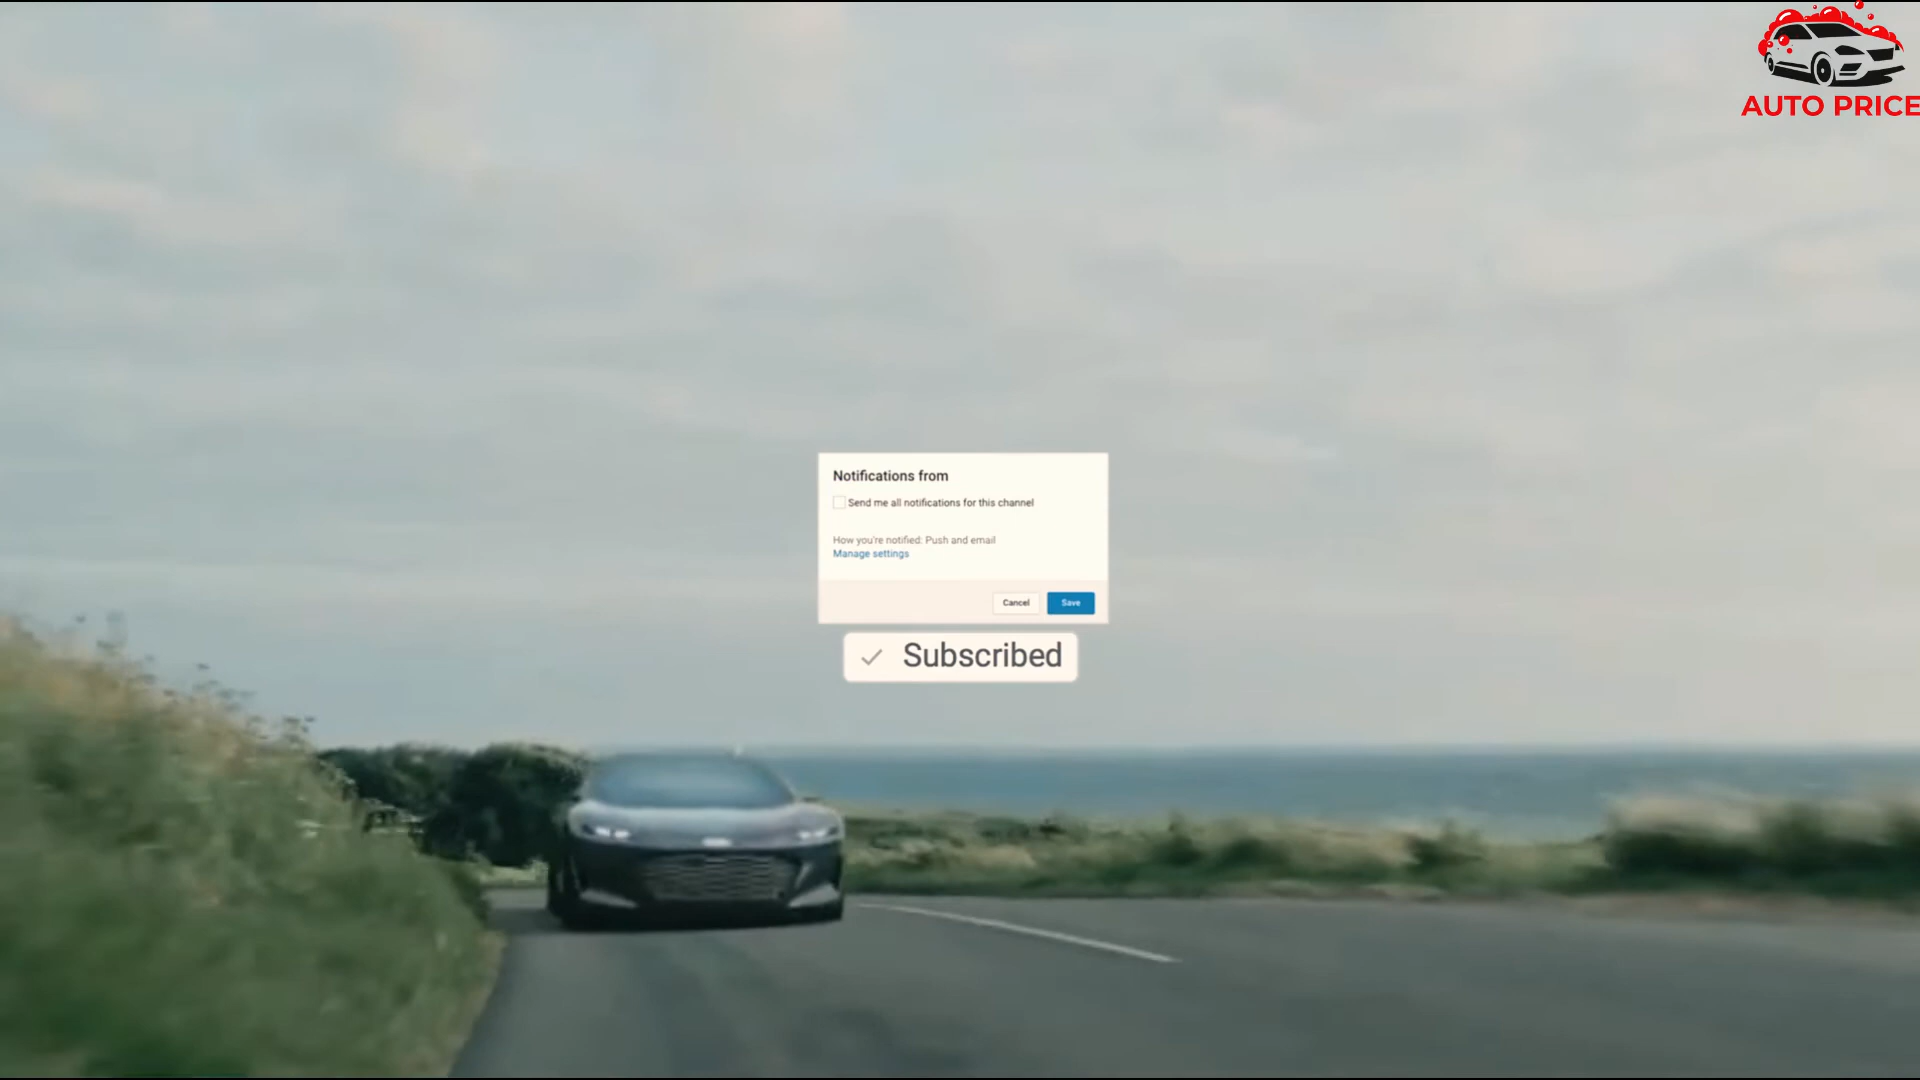 AUTO PRICE
Notifications from
Send me all notifications for this channel
How you're notified: Push and email
Manage settings
Cancel
Save
Subscribed